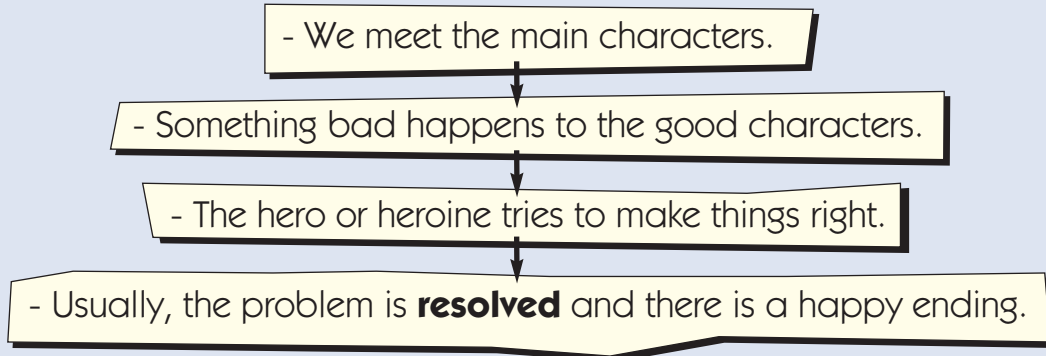 - We meet the main characters.
- Something bad happens to the good characters.
- The hero or heroine tries to make things right.
- Usually, the problem is resolved and there is a happy ending.